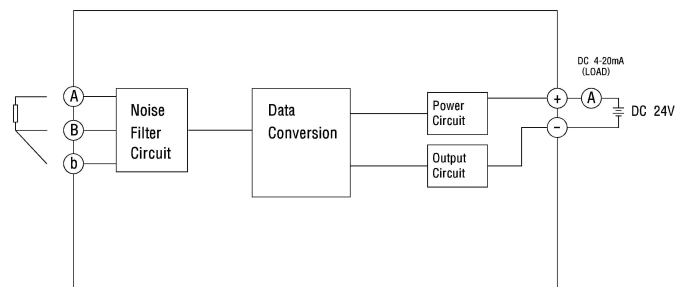 A
B
b
Noise
Filter
Circuit
Data
Conversion
Power
Circuit
Output
Circuit
+
−
DC 4-20mA
(LOAD)
A
DC 24V